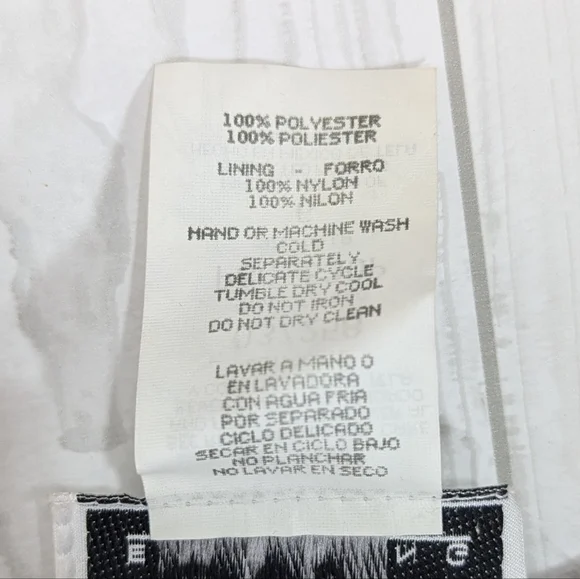 100% POLYESTER
100% POLIESTER
LINING - FORRO
100% NYLON
100% NILON
HAND OR MACHINE WASH
COLD
SEPARATELY
DELICATE CYCLE
TUMBLE DRY COOL
DO NOT IRON
DO NOT DRY CLEAN
LAVAR A MANO O
EN LAVADORA
CON AGUA FRIA
POR SEPARADO
CICLO DELICADO
SECAR EN CICLO BAJO
NO PLANCHAR
NO LAVAR EN SECO